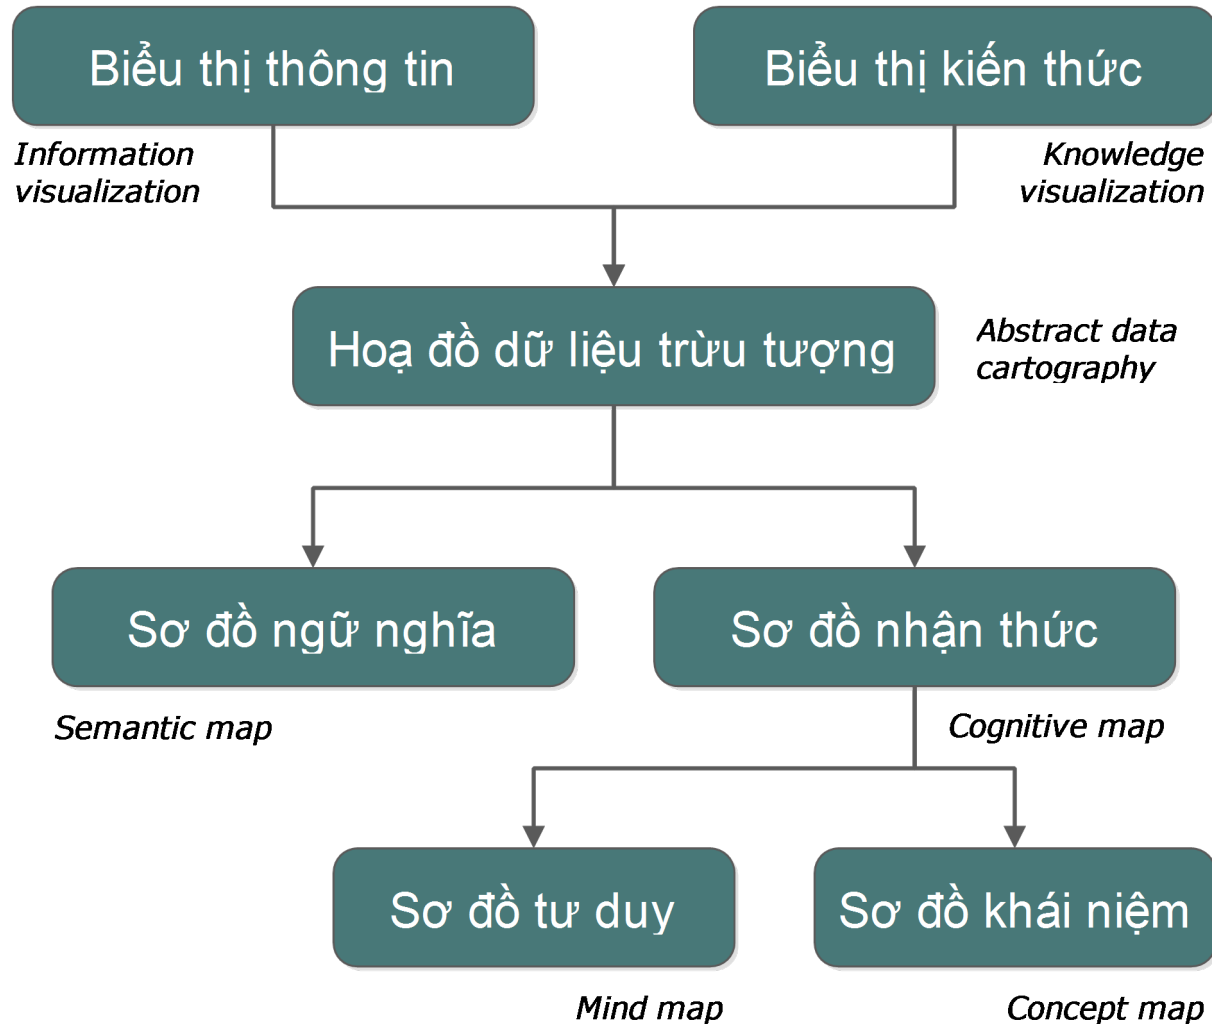 Biểu thị thông tin
Biểu thị kiến thức
Information
visualization
Knowledge
visualization
Hoạ đồ dữ liệu trừu tượng
Abstract data
cartography
Sơ đồ ngữ nghĩa
Sơ đồ nhận thức
Semantic map
Cognitive map
Sơ đồ tư duy
Sơ đồ khái niệm
Mind map
Concept map